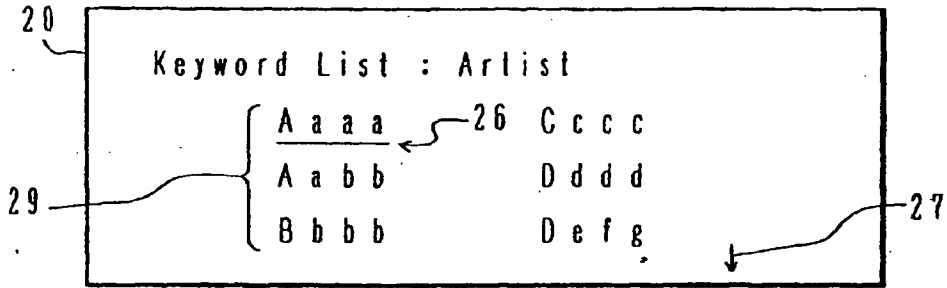 20
Keyword List : Artist
Aaaa 26 Cccc
Aabb Dddd
29 27
Bbbb Defg